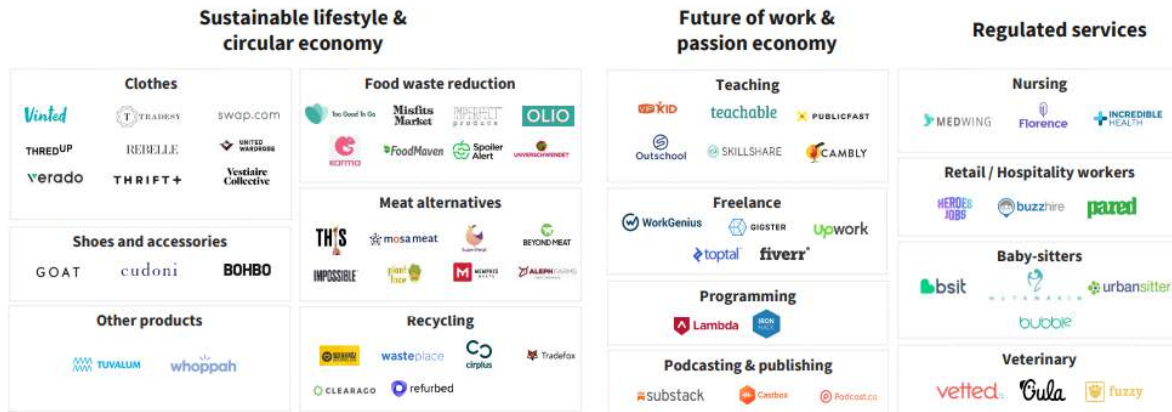 Sustainable lifestyle &
circular economy
Clothes
Vinted
TRADESY
swap.com
THREDUP
REBELLE
UNITED
WARDROBE
verado
THRIFT+
Vestiaire
Collective
Shoes and accessories
GOAT
cudoni
BOHBO
Other products
TUVALUM
whoppah
Food waste reduction
Too Good To Go
Misfits
Market
IMPERFECT
produce
OLIO
karma
FoodMaven
Spoiler
Alert
UNVERSCHWENDET
Meat alternatives
TH!S
mosa meat
SuperMeat
BEYOND MEAT
IMPOSSIBLE
MEMPHIS
MEATS
ALEPH FARMS
Recycling
wasteplace
cirplus
Tradefox
CLEARAGO
refurbed
Future of work &
passion economy
Teaching
VIPKID
teachable
PUBLICFAST
Outschool
SKILLSHARE
CAMBLY
Freelance
WorkGenius
GIGSTER
Upwork
toptal
fiverr
Programming
Lambda
IRON
HACK
Podcasting & publishing
substack
Castbox
Podcast.co
Regulated services
Nursing
MEDWING
Florence
INCREDIBLE
HEALTH
Retail / Hospitality workers
HEROES
JOBS
buzzhire
pared
Baby-sitters
bsit
urbansitter
bubble
Veterinary
vetted
Gula
fuzzy